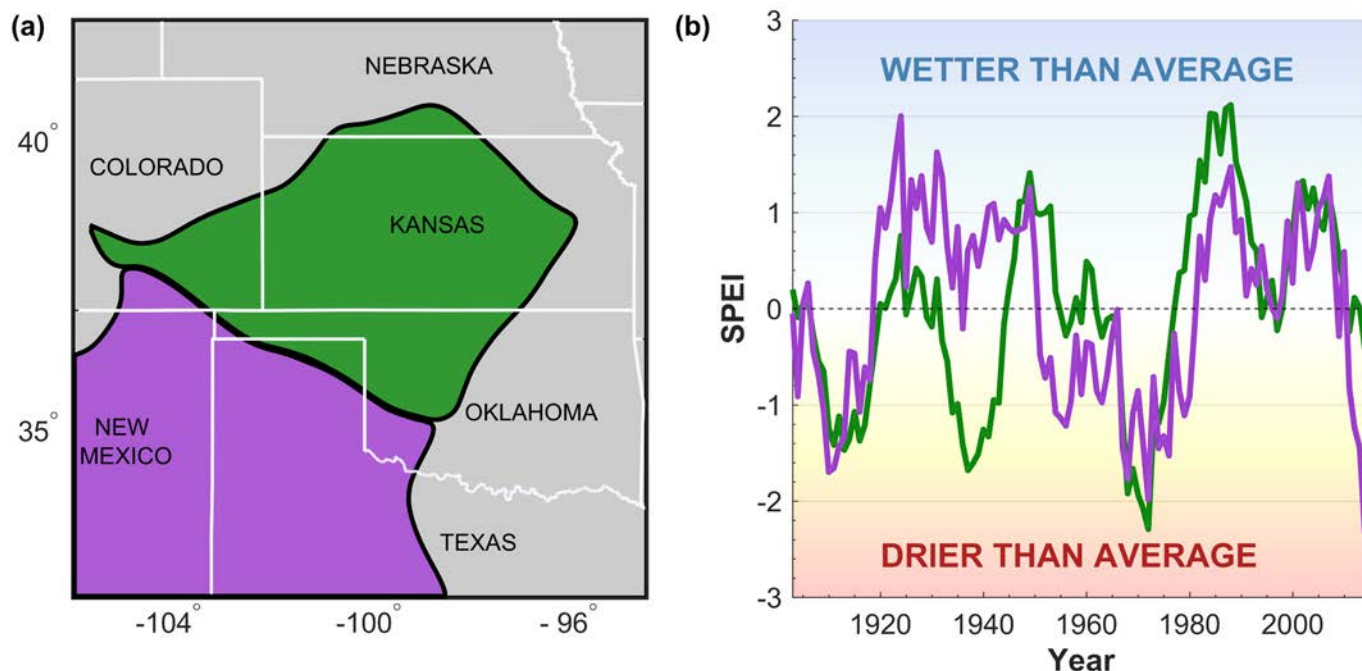 (a)
NEBRASKA
40°
COLORADO
KANSAS
35°
NEW
MEXICO
OKLAHOMA
TEXAS
-104° -100° - 96°
(b)
3
WETTER THAN AVERAGE
2
1
0
SPEI
-1
-2
DRIER THAN AVERAGE
-3
1920 1940 1960 1980 2000
Year